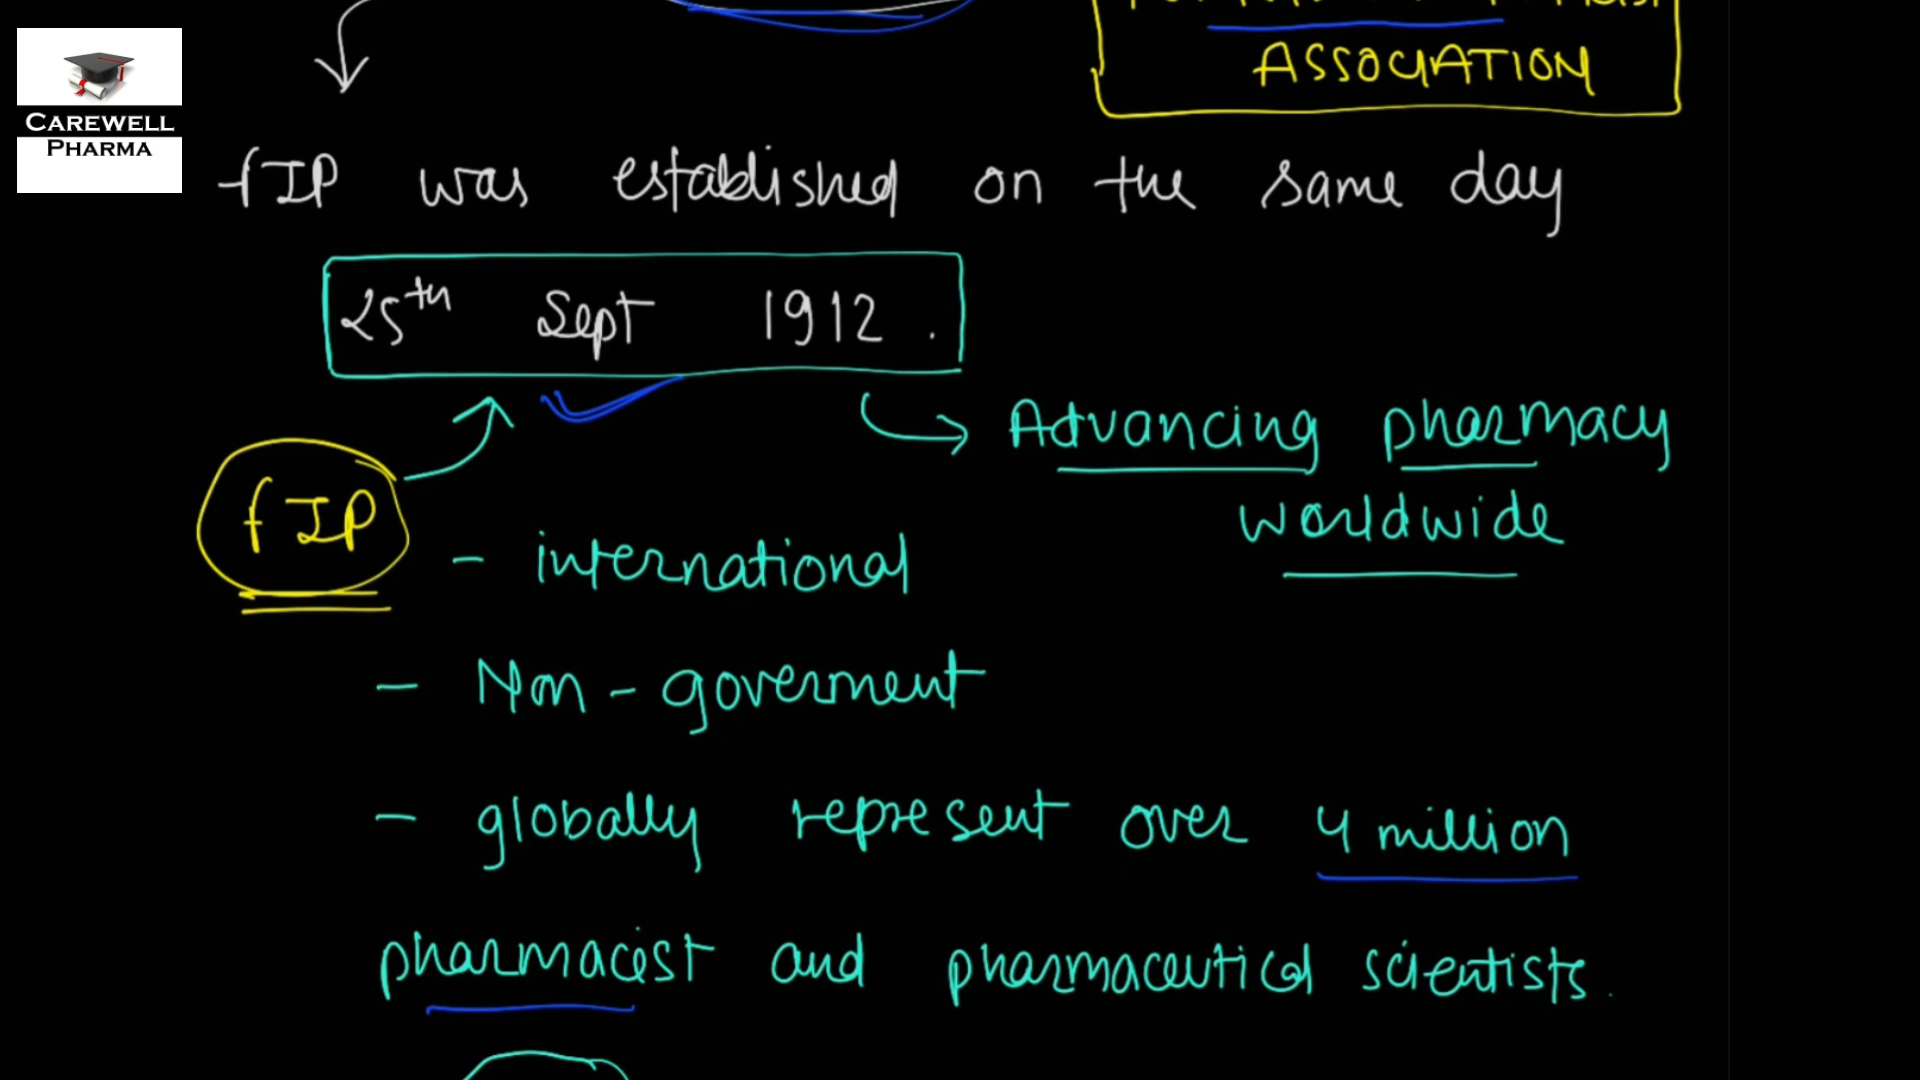 ASSOCIATION
CAREWELL
PHARMA
fIP was established on the same day
25th Sept 1912.
Advancing pharmacy
worldwide
fIP
- international
- Non - goverment
- globally represent over 4 million
pharmacist and pharmaceutical scientists.